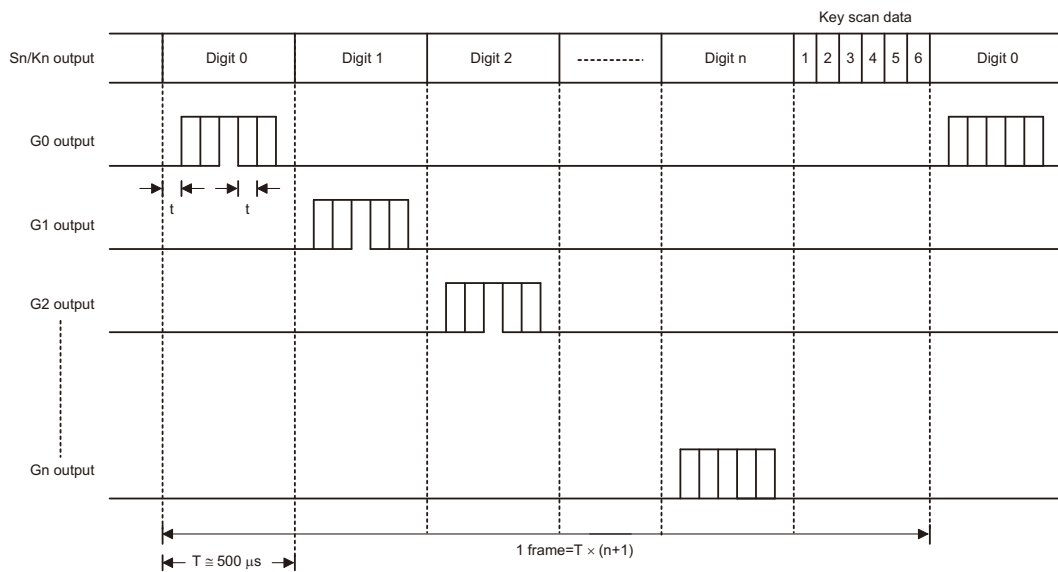 Key scan data
Sn/Kn output Digit 0 Digit 1 Digit 2 Digit n 1 2 3 4 5 6 Digit 0
G0 output
t t
G1 output
G2 output
Gn output
1 frame=T × (n+1)
T ≅ 500 μs